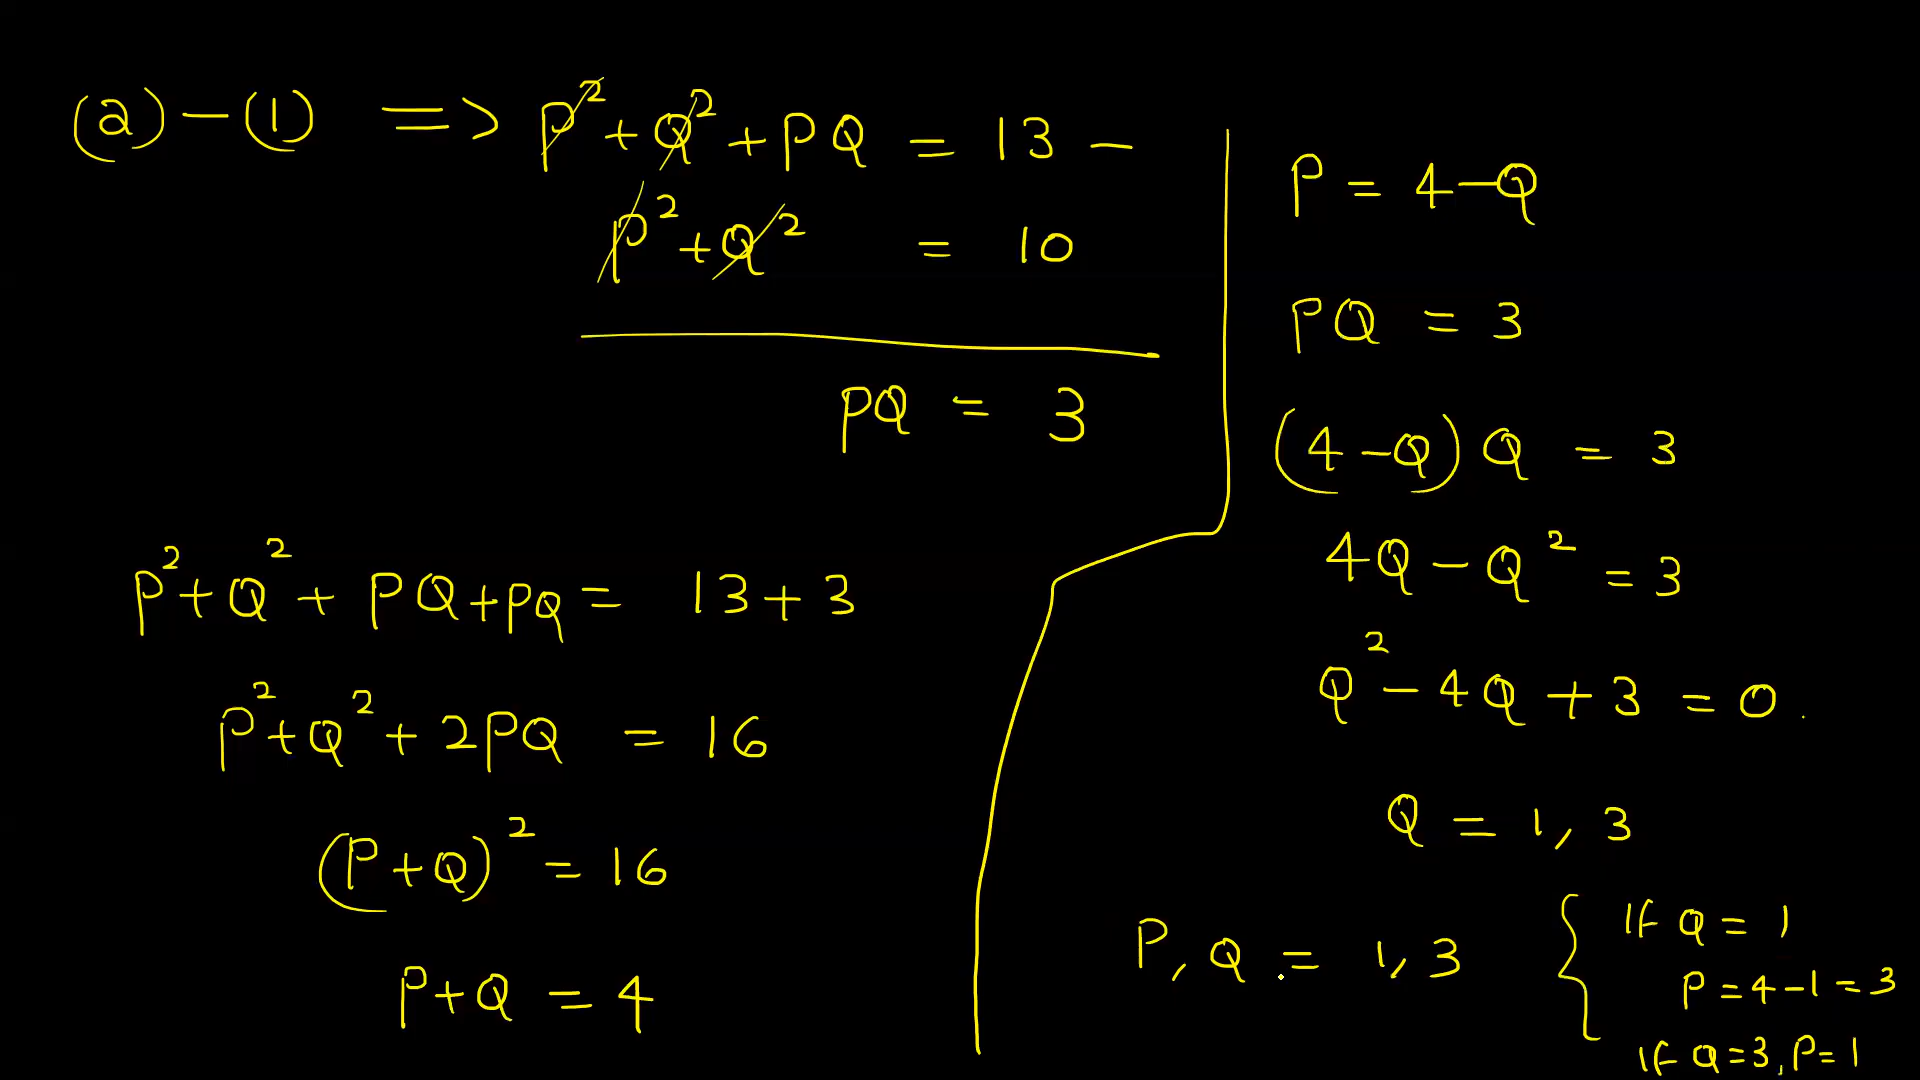 (2) - (1) => P² + Q² + PQ = 13 -
P² + Q² = 10
PQ = 3
P² + Q² + PQ + PQ = 13 + 3
P² + Q² + 2PQ = 16
(P + Q)² = 16
P + Q = 4
P = 4 - Q
PQ = 3
(4 - Q) Q = 3
4Q - Q² = 3
Q² - 4Q + 3 = 0
Q = 1, 3
P, Q = 1, 3
If Q = 1
P = 4 - 1 = 3
If Q = 3, P = 1